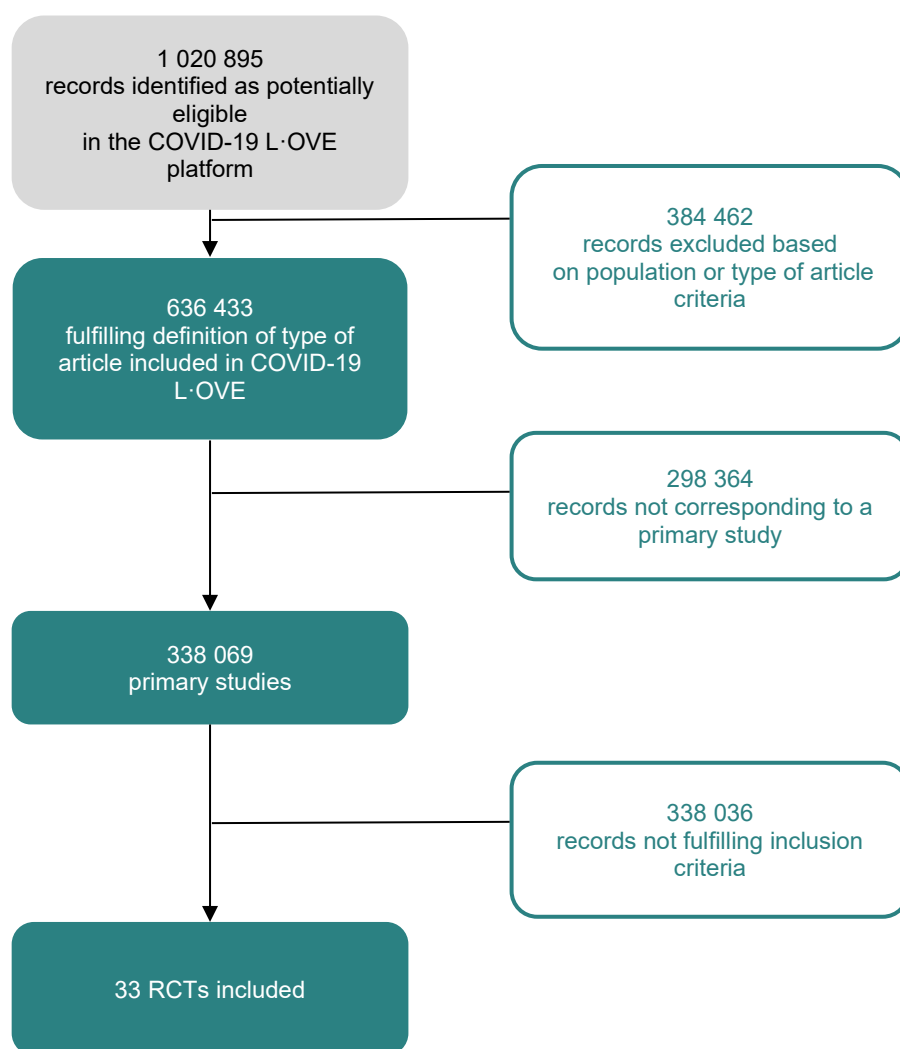 1 020 895
records identified as potentially
eligible
in the COVID-19 L·OVE
platform
384 462
records excluded based
on population or type of article
criteria
636 433
fulfilling definition of type of
article included in COVID-19
L·OVE
298 364
records not corresponding to a
primary study
338 069
primary studies
338 036
records not fulfilling inclusion
criteria
33 RCTs included